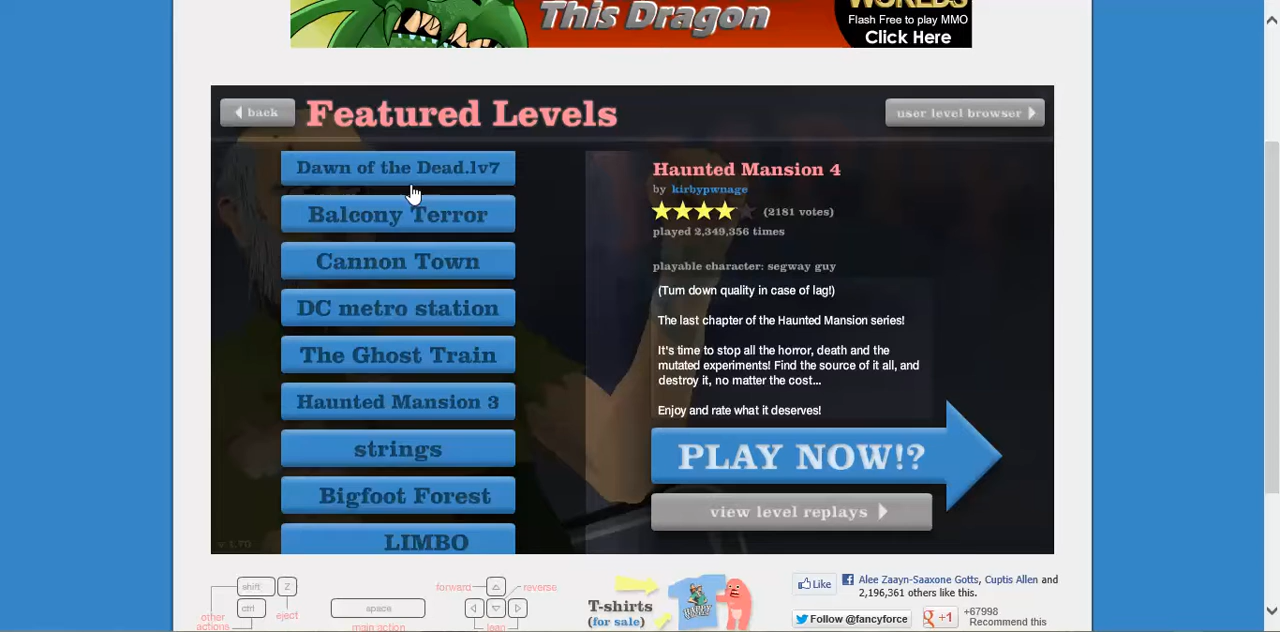 This Dragon
Flash Free to play MMO
Click Here
back
Featured Levels
user level browser
Dawn of the Dead.lv7
Balcony Terror
Cannon Town
DC metro station
The Ghost Train
Haunted Mansion 3
strings
Bigfoot Forest
LIMBO
v 1.70
Haunted Mansion 4
by kirbypwnage
(2181 votes)
played 2,349,356 times
playable character: segway guy
(Turn down quality in case of lag!)
The last chapter of the Haunted Mansion series!
It's time to stop all the horror, death and the
mutated experiments! Find the source of it all, and
destroy it, no matter the cost...
Enjoy and rate what it deserves!
PLAY NOW!?
view level replays
shift
Z
ctrl
eject
other
actions
space
main action
forward
reverse
lean
T-shirts
(for sale)
Like
Alee Zaayn-Saaxone Gotts, Cuptis Allen and
2,196,361 others like this.
Follow @fancyforce
+1
+67998
Recommend this